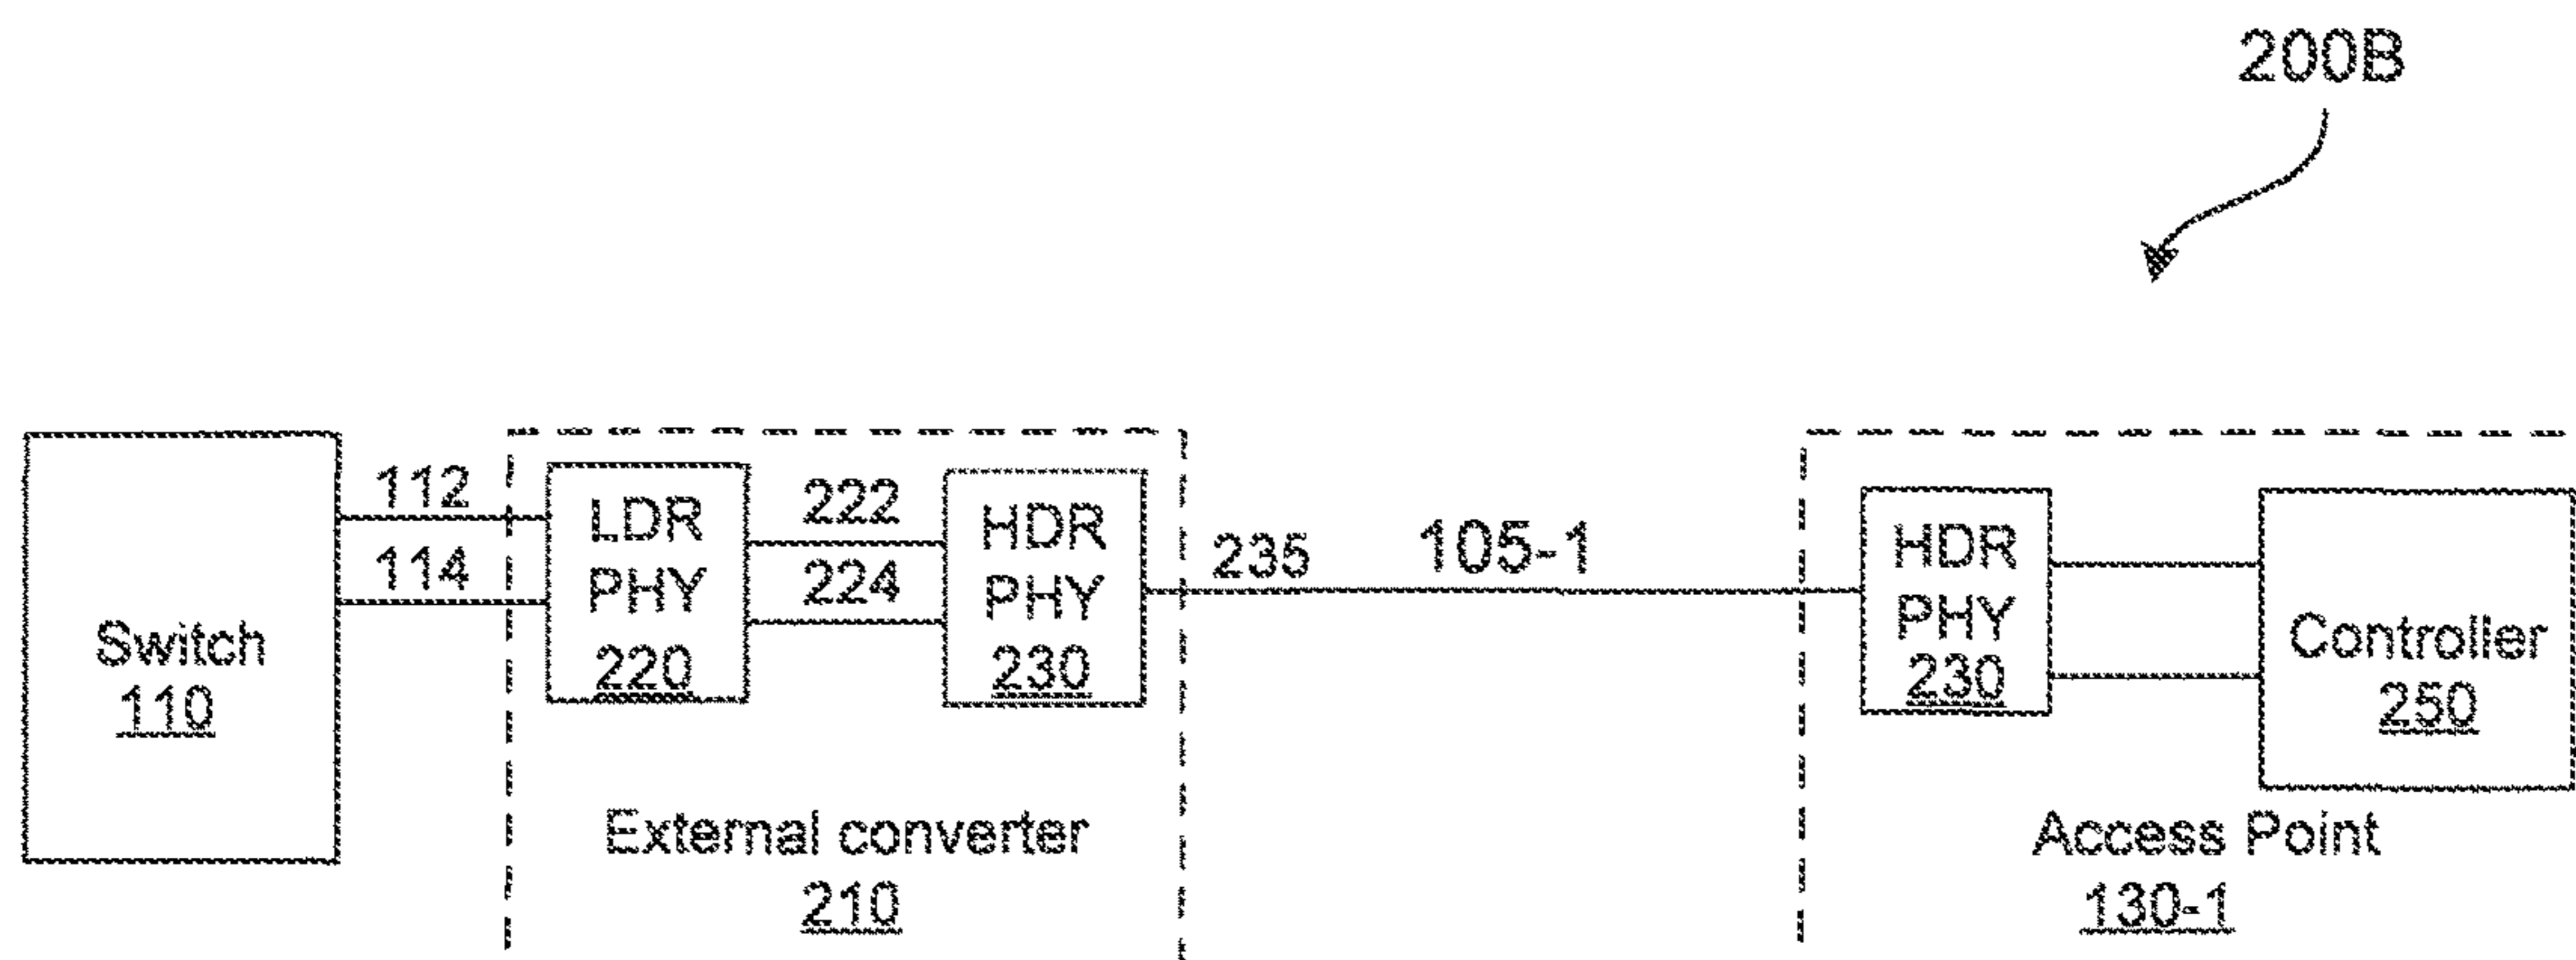 200B
Switch
110
112
114
LDR
PHY
220
222
224
HDR
PHY
230
External converter
210
235
105-1
HDR
PHY
230
Controller
250
Access Point
130-1